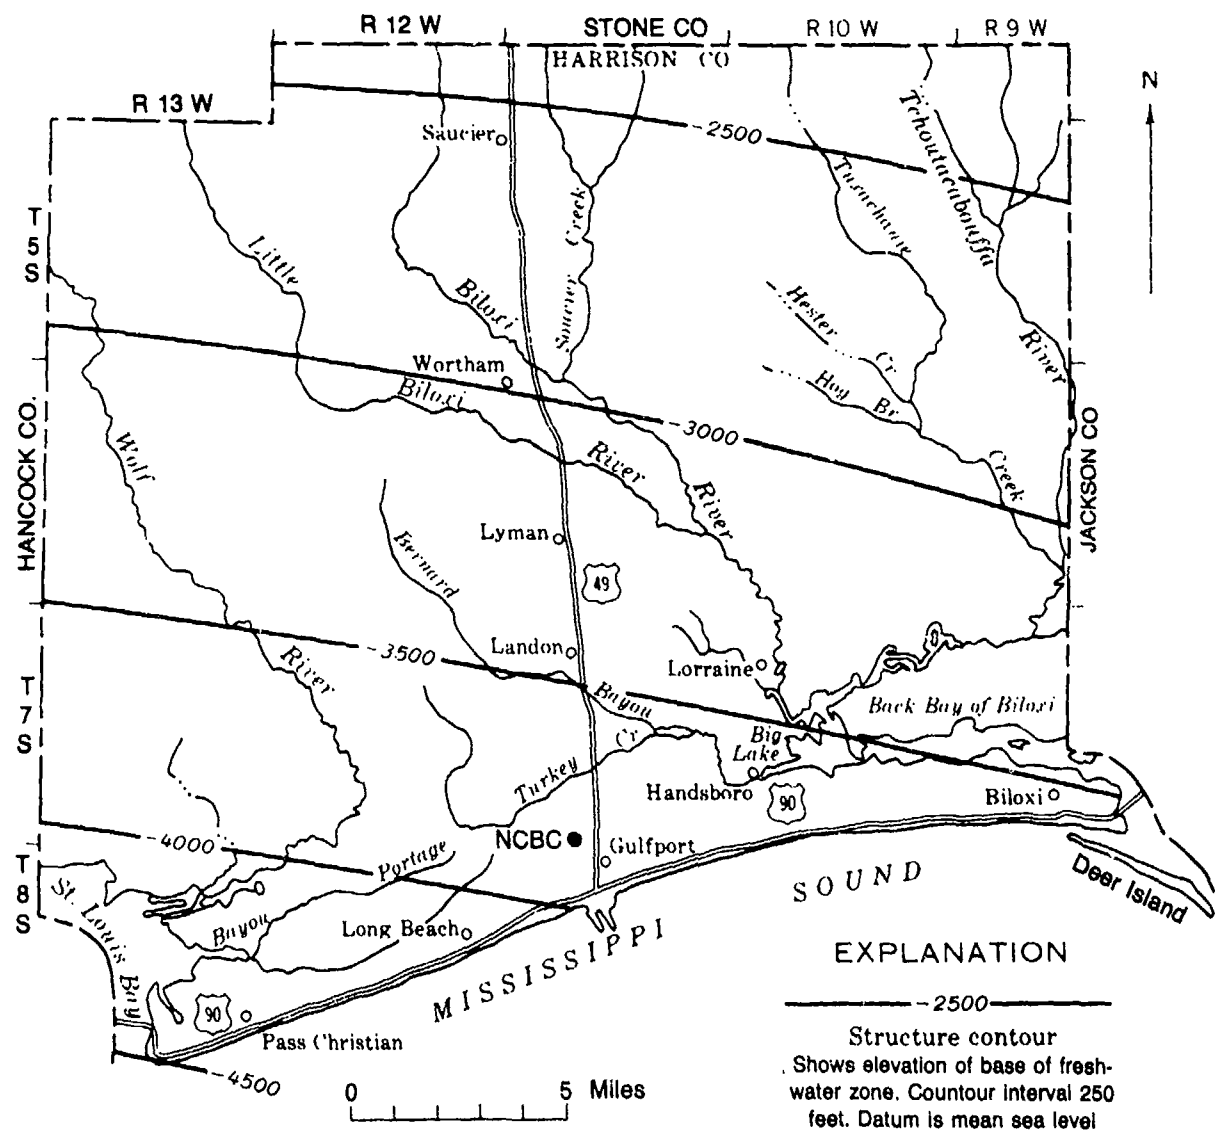 R 12 W
STONE CO
R 10 W
R 9 W
HARRISON CO
N
R 13 W
Saucier
-2500
Tuxachanie
Tchoutacabouffa
T
5
S
Little
Biloxi
Saucier Creek
Hester
Cr
River
Wortham
Biloxi
Hog Br
-3000
HANCOCK CO.
Wolf
River
River
Creek
JACKSON CO
Lyman
Bernard
49
Landon
-3500
Lorraine
River
T
7
S
Bayou
Back Bay of Biloxi
Big
Lake
Turkey
Cr
Handsboro
90
Biloxi
-4000
NCBC
Gulfport
Portage
T
8
S
St. Louis
Bay
Bayou
Long Beach
MISSISSIPPI
SOUND
Deer Island
90
Pass Christian
-4500
EXPLANATION
-2500
Structure contour
Shows elevation of base of fresh-
water zone. Countour interval 250
feet. Datum is mean sea level
0
5 Miles